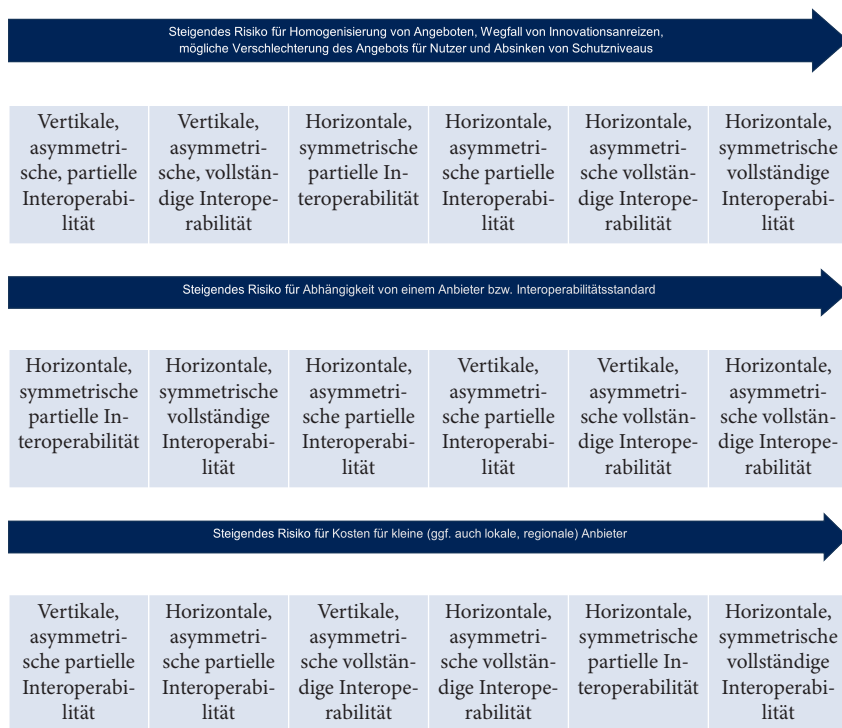 Steigendes Risiko für Homogenisierung von Angeboten, Wegfall von Innovationsanreizen,
mögliche Verschlechterung des Angebots für Nutzer und Absinken von Schutzniveaus
Vertikale,
asymmetri-
sche, partielle
Interoperabi-
lität
Vertikale,
asymmetri-
sche, vollstän-
dige Interope-
rabilität
Horizontale,
symmetrische
partielle In-
teroperabilität
Horizontale,
asymmetri-
sche partielle
Interoperabi-
lität
Horizontale,
asymmetri-
sche vollstän-
dige Interope-
rabilität
Horizontale,
symmetrische
vollständige
Interoperabi-
lität
Steigendes Risiko für Abhängigkeit von einem Anbieter bzw. Interoperabilitätsstandard
Horizontale,
symmetrische
partielle In-
teroperabilität
Horizontale,
symmetrische
vollständige
Interoperabi-
lität
Horizontale,
asymmetri-
sche partielle
Interoperabi-
lität
Vertikale,
asymmetri-
sche partielle
Interoperabi-
lität
Vertikale,
asymmetri-
sche vollstän-
dige Interope-
rabilität
Horizontale,
asymmetri-
sche vollstän-
dige Interope-
rabilität
Steigendes Risiko für Kosten für kleine (ggf. auch lokale, regionale) Anbieter
Vertikale,
asymmetri-
sche partielle
Interoperabi-
lität
Horizontale,
asymmetri-
sche partielle
Interoperabi-
lität
Vertikale,
asymmetri-
sche vollstän-
dige Interope-
rabilität
Horizontale,
asymmetri-
sche vollstän-
dige Interope-
rabilität
Horizontale,
symmetrische
partielle In-
teroperabilität
Horizontale,
symmetrische
vollständige
Interoperabi-
lität